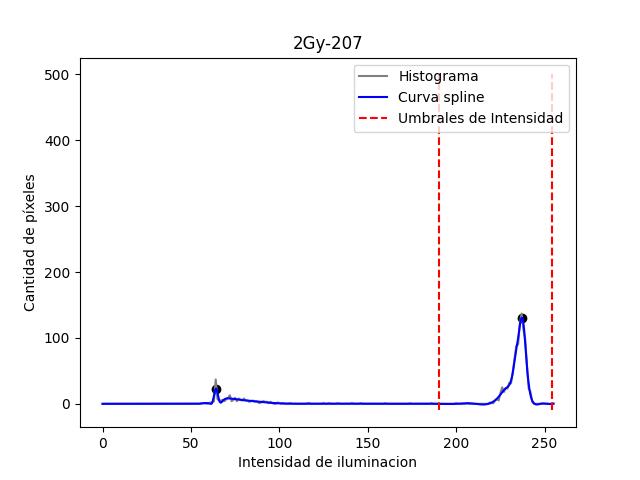 2Gy-207
Histograma
Curva spline
Umbrales de Intensidad
Cantidad de píxeles
500
400
300
200
100
0
0 50 100 150 200 250
Intensidad de iluminacion